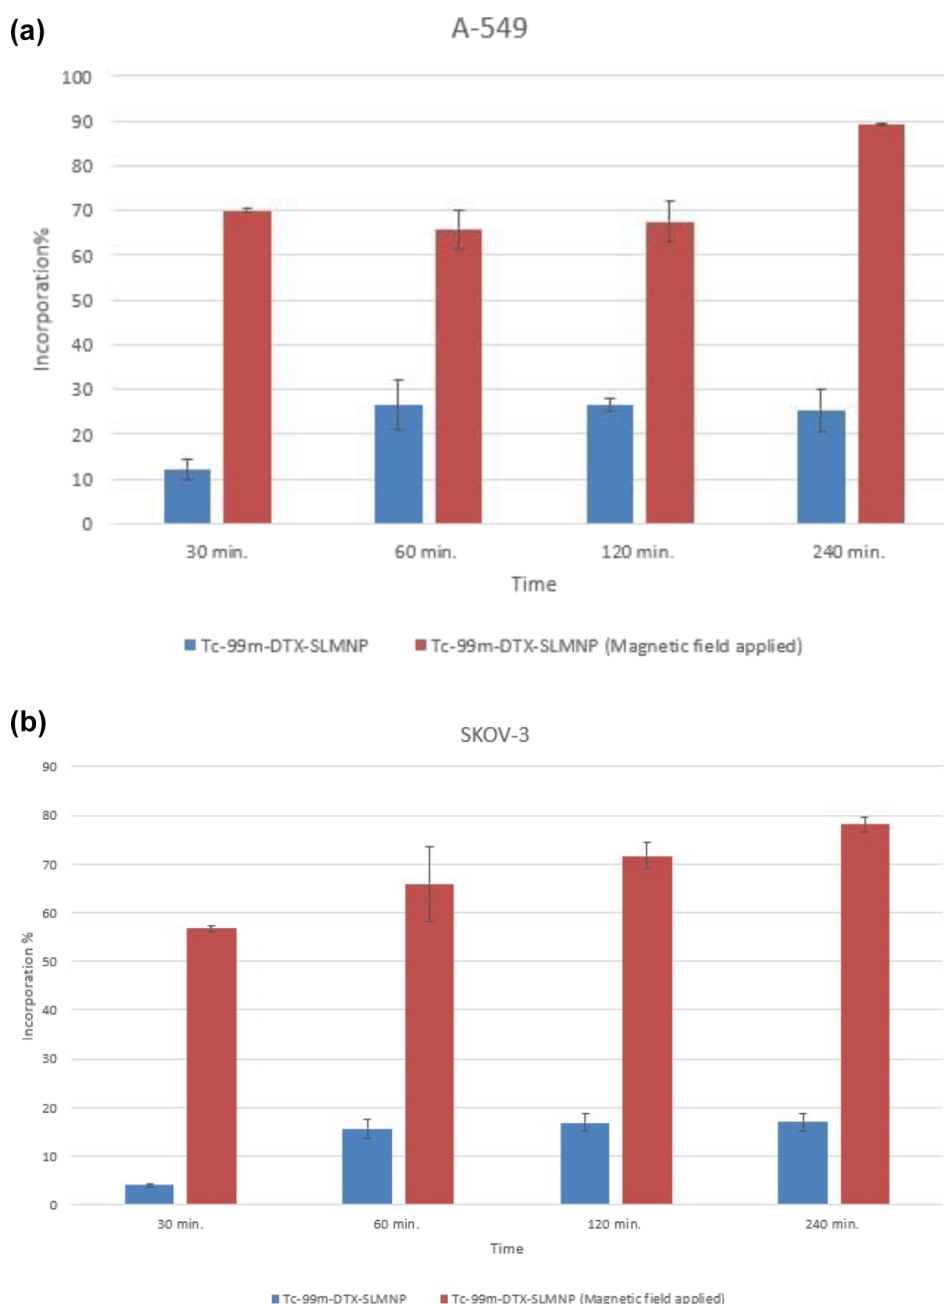 (a)
A-549
100
90
80
70
60
50
40
30
20
10
0
Incorporation%
30 min.
60 min.
120 min.
240 min.
Time
Tc-99m-DTX-SLMNP
Tc-99m-DTX-SLMNP (Magnetic field applied)
(b)
SKOV-3
90
80
70
60
50
40
30
20
10
0
Incorporation %
30 min.
60 min.
120 min.
240 min.
Time
Tc-99m-DTX-SLMNP
Tc-99m-DTX-SLMNP (Magnetic field applied)